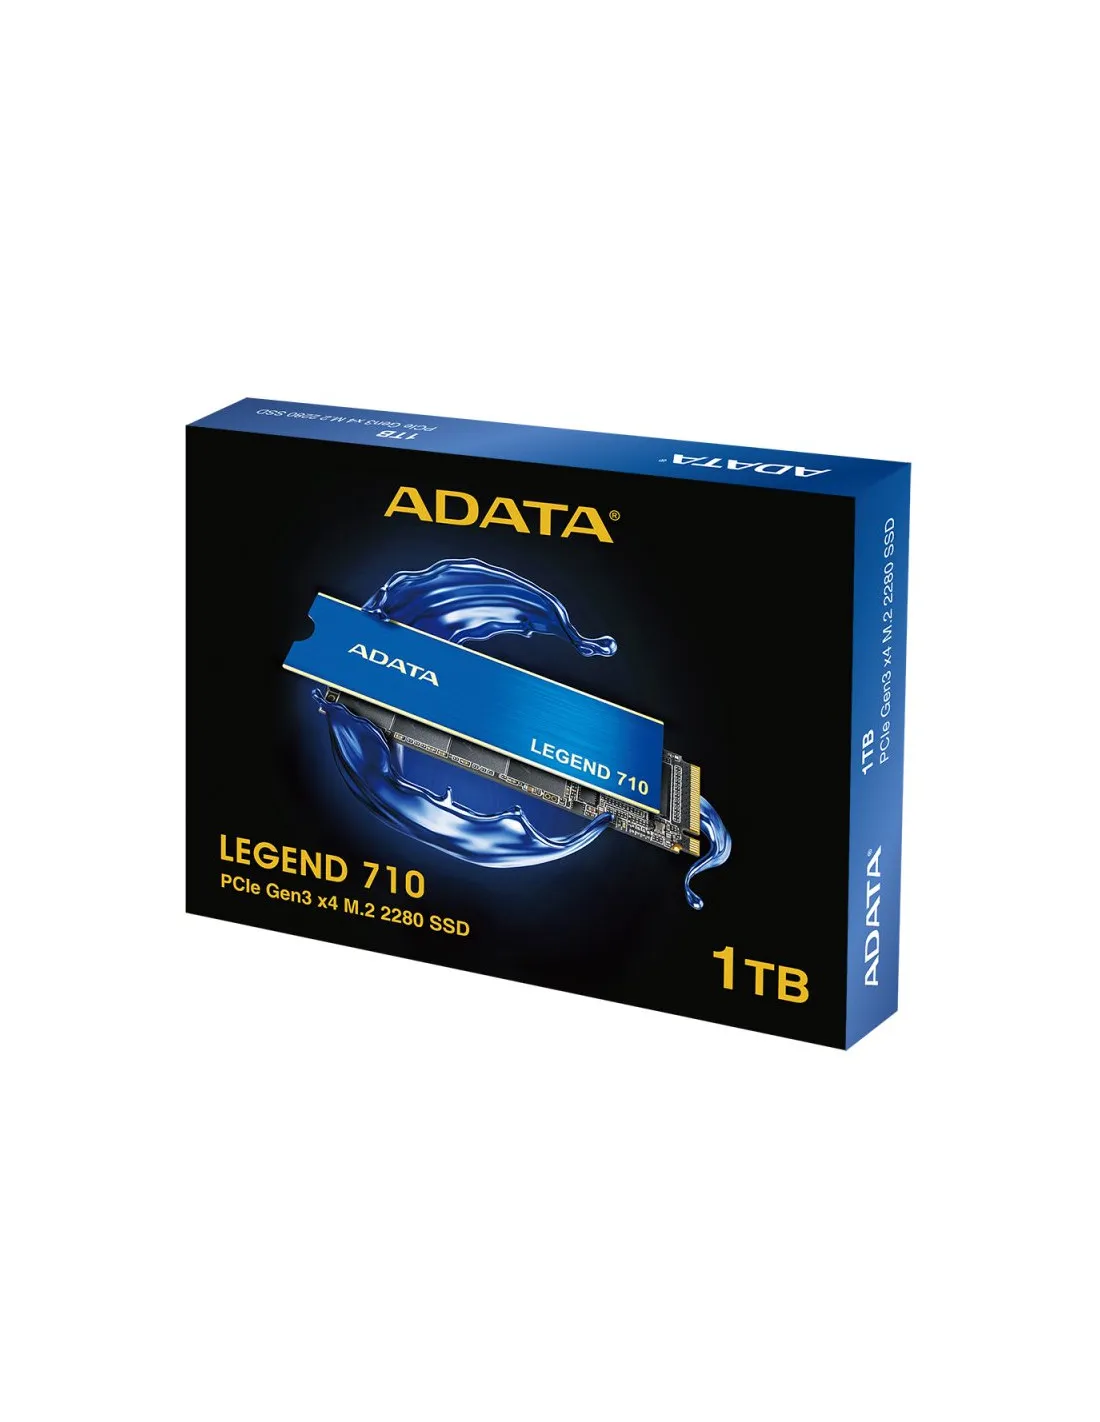 PCIe Gen3 x4 M.2 2280 SSD
1TB
ADATA®
ADATA®
ADATA
LEGEND 710
LEGEND 710
PCIe Gen3 x4 M.2 2280 SSD
1TB
1TB
PCIe Gen3 x4 M.2 2280 SSD
ADATA®